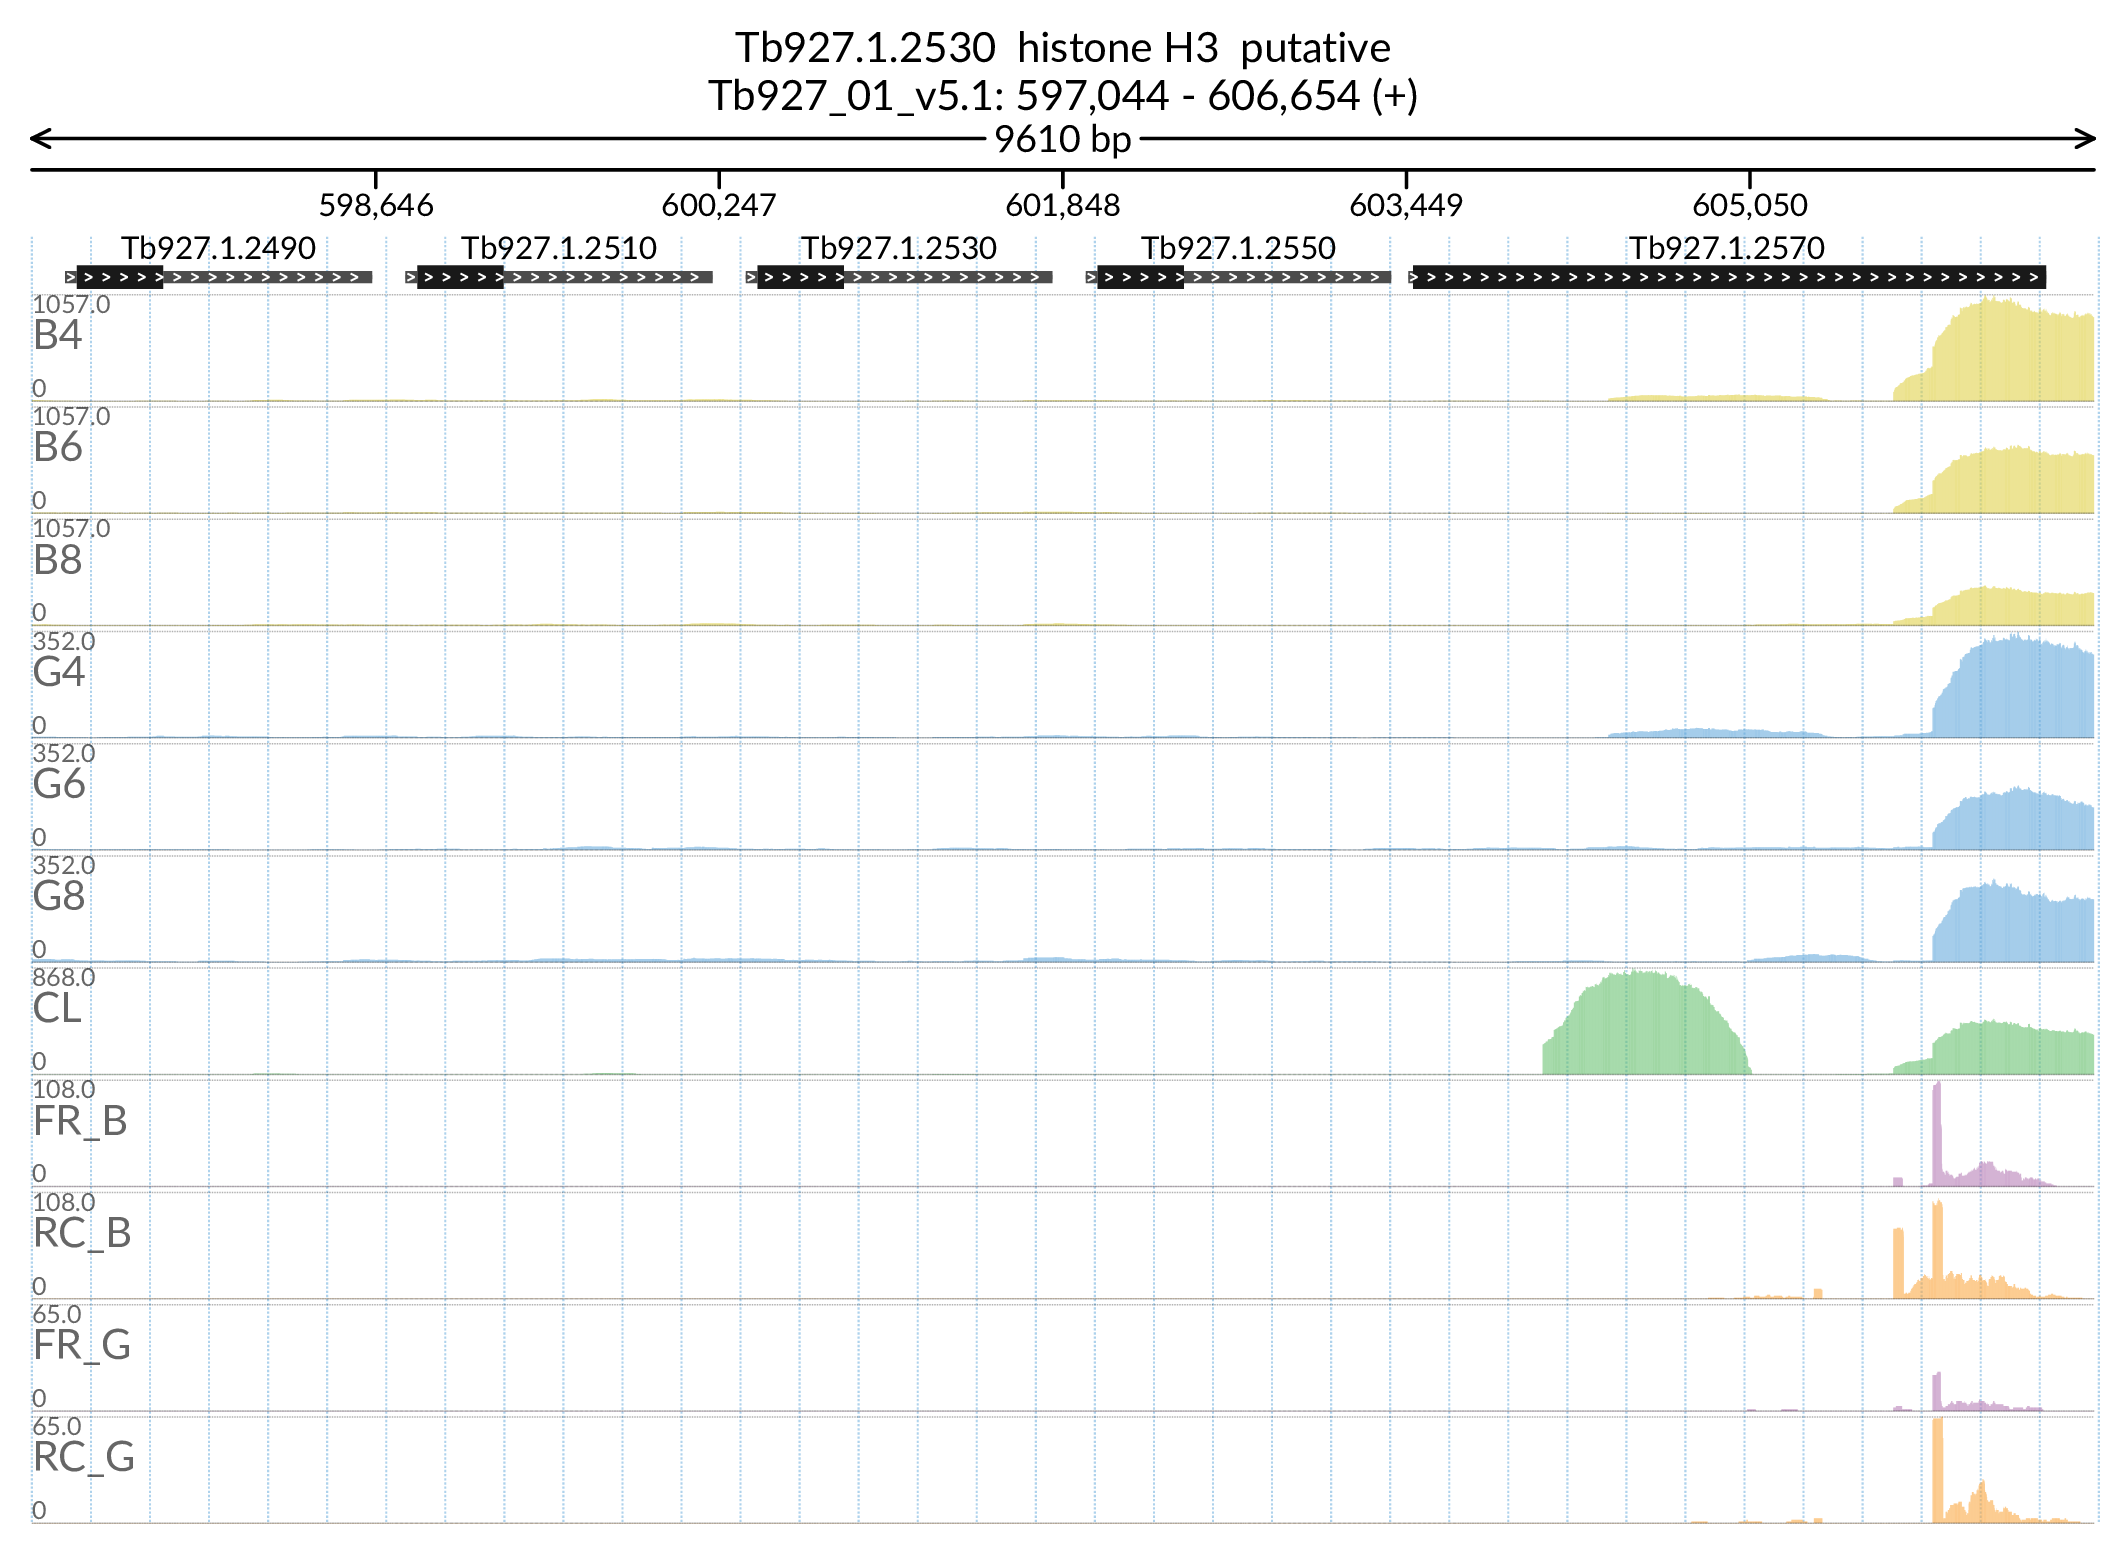 Tb927.1.2530  histone H3  putative
Tb927_01_v5.1: 597,044 - 606,654 (+)
9610 bp
598,646 600,247 601,848 603,449 605,050
Tb927.1.2490 Tb927.1.2510 Tb927.1.2530 Tb927.1.2550 Tb927.1.2570
1057.0
B4
0
1057.0
B6
0
1057.0
B8
0
352.0
G4
0
352.0
G6
0
352.0
G8
0
868.0
CL
0
108.0
FR_B
0
108.0
RC_B
0
65.0
FR_G
0
65.0
RC_G
0